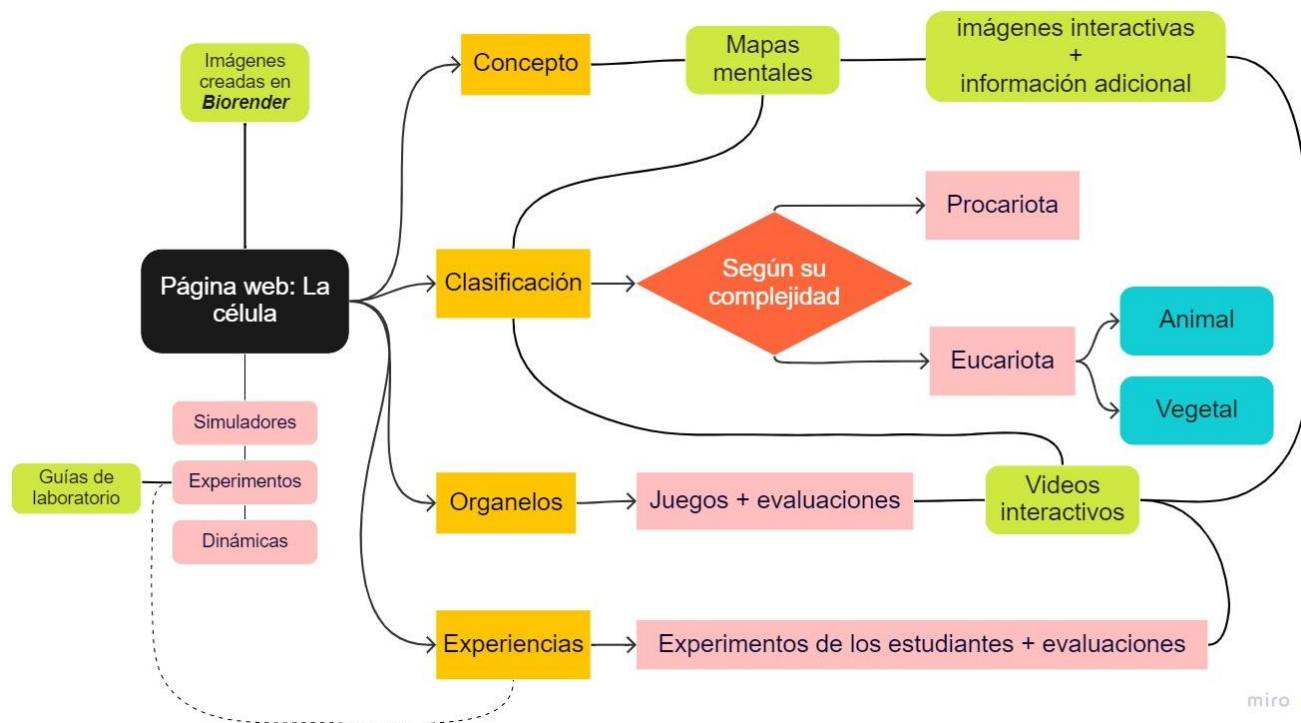 Imágenes
creadas en
Biorender
Concepto
Mapas
mentales
imágenes interactivas
+
información adicional
Procariota
Página web: La
célula
Clasificación
Según su
complejidad
Eucariota
Animal
Vegetal
Simuladores
Guías de
laboratorio
Experimentos
Dinámicas
Organelos
Juegos + evaluaciones
Videos
interactivos
Experiencias
Experimentos de los estudiantes + evaluaciones
miro